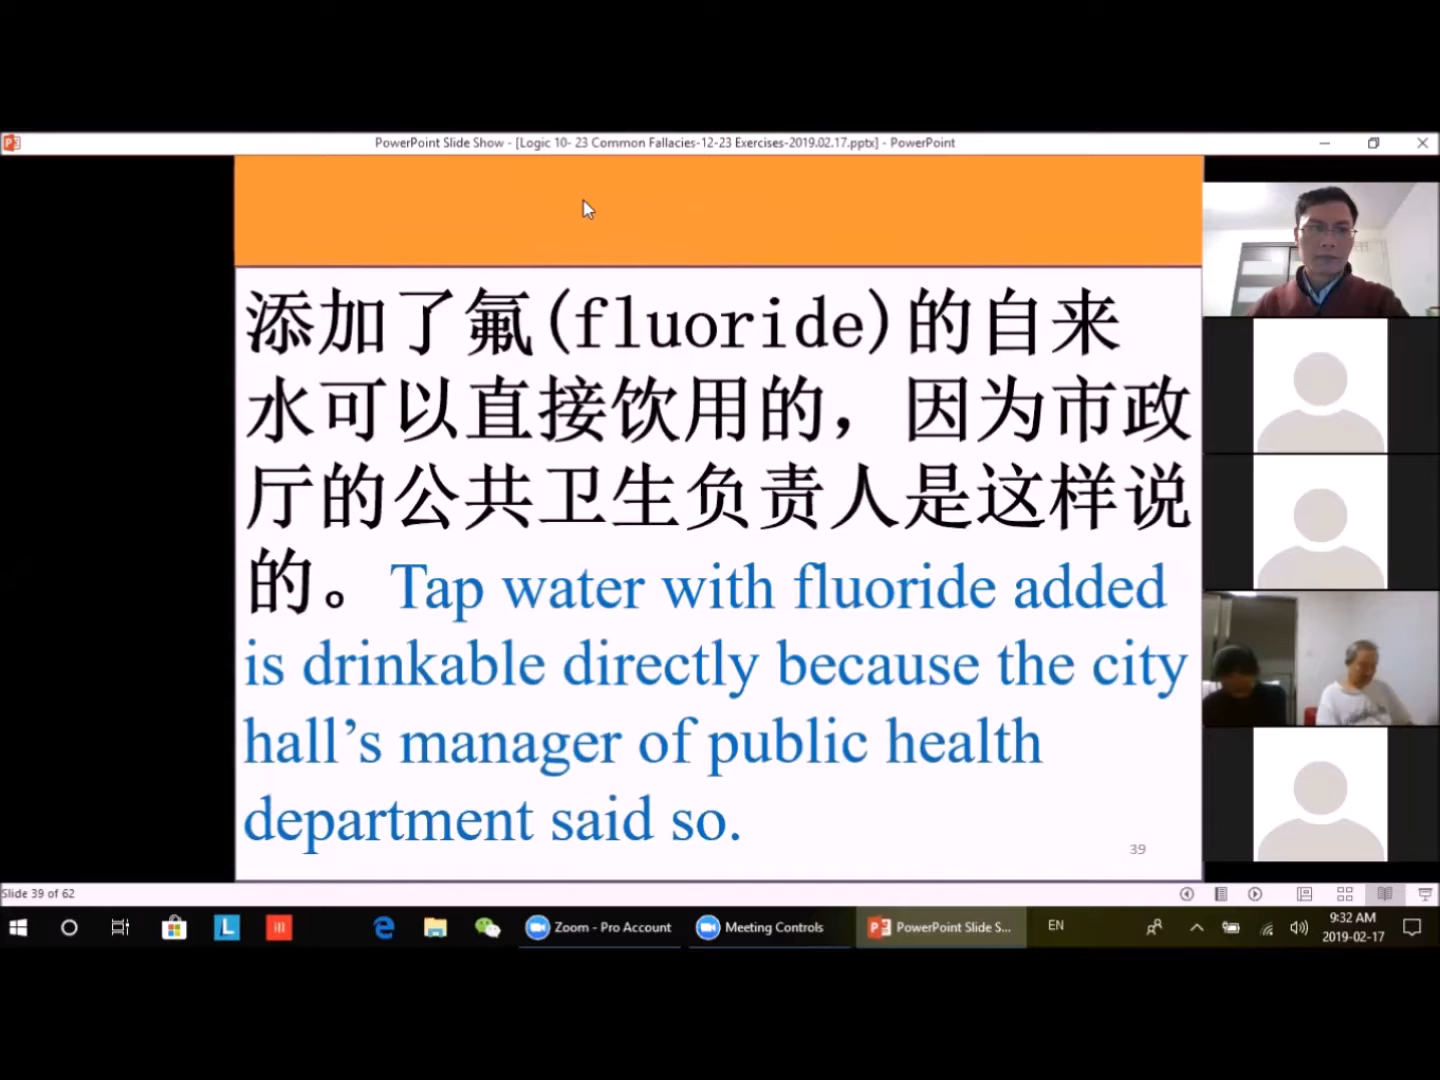 PowerPoint Slide Show - [Logic 10- 23 Common Fallacies-12-23 Exercises-2019.02.17.pptx] - PowerPoint
添加了氟(fluoride)的自来
水可以直接饮用的，因为市政
厅的公共卫生负责人是这样说
的。Tap water with fluoride added
is drinkable directly because the city
hall’s manager of public health
department said so.
39
Slide 39 of 62
L
Zoom - Pro Account
Meeting Controls
PowerPoint Slide S...
EN
9:32 AM
2019-02-17